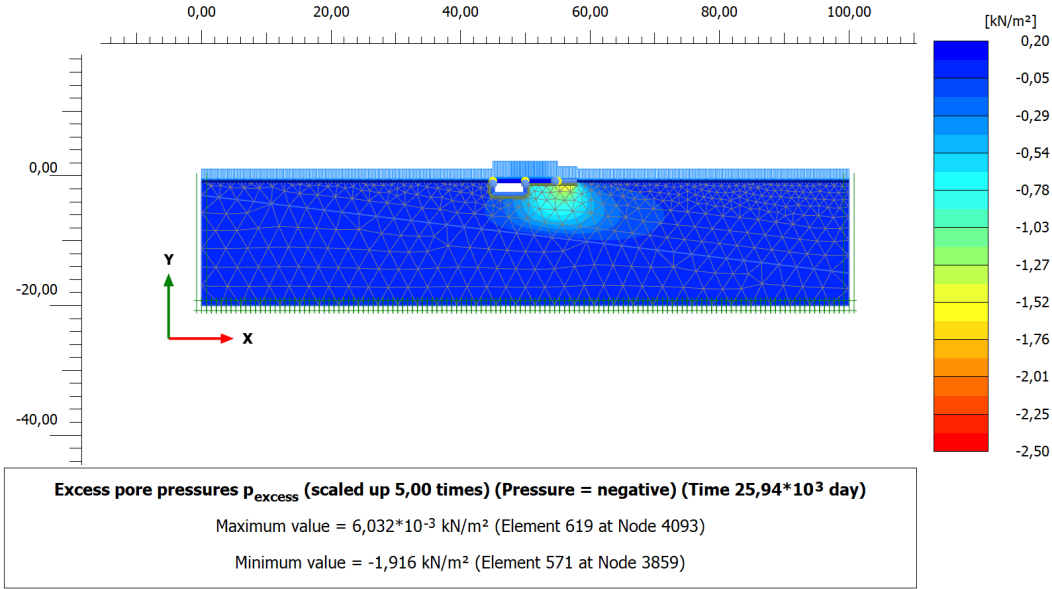 0,00 20,00 40,00 60,00 80,00 100,00
[kN/m²]
0,20
-0,05
-0,29
-0,54
-0,78
-1,03
-1,27
-1,52
-1,76
-2,01
-2,25
-2,50
0,00
-20,00
-40,00
Y
X
Excess pore pressures p_excess (scaled up 5,00 times) (Pressure = negative) (Time 25,94*10³ day)
Maximum value = 6,032*10⁻³ kN/m² (Element 619 at Node 4093)
Minimum value = -1,916 kN/m² (Element 571 at Node 3859)